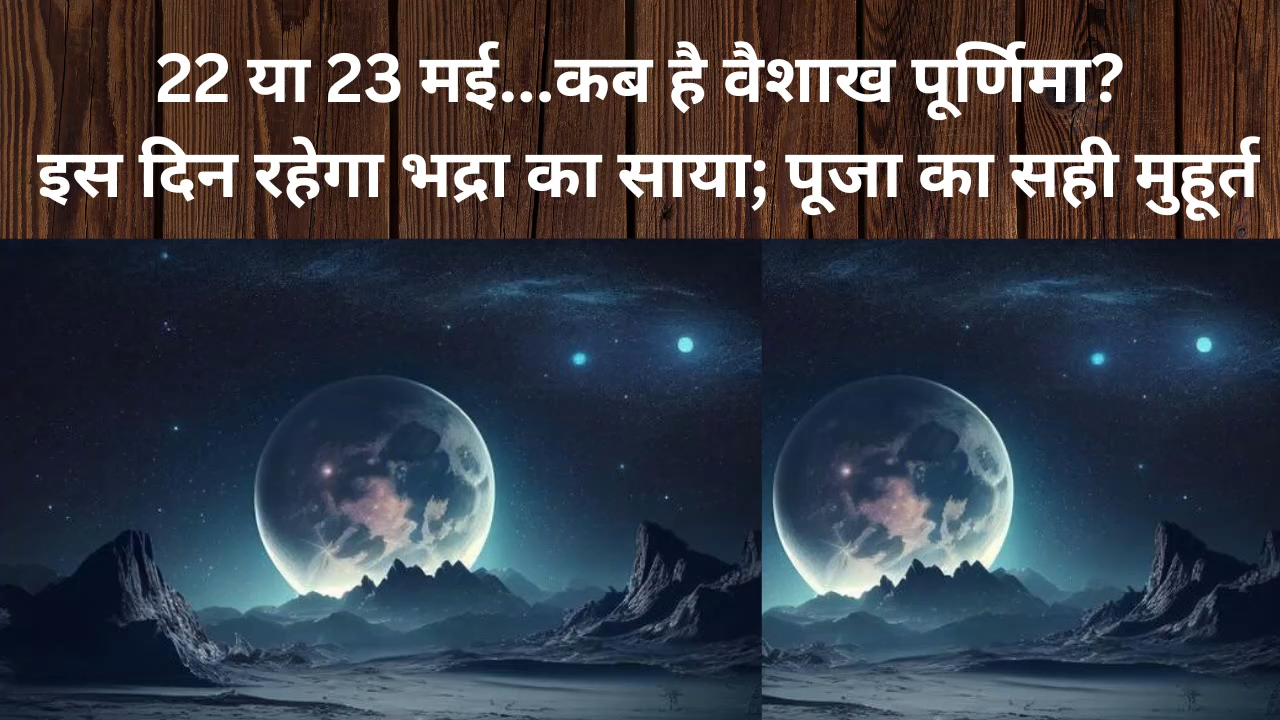 22 या 23 मई...कब है वैशाख पूर्णिमा?
इस दिन रहेगा भद्रा का साया; पूजा का सही मुहूर्त